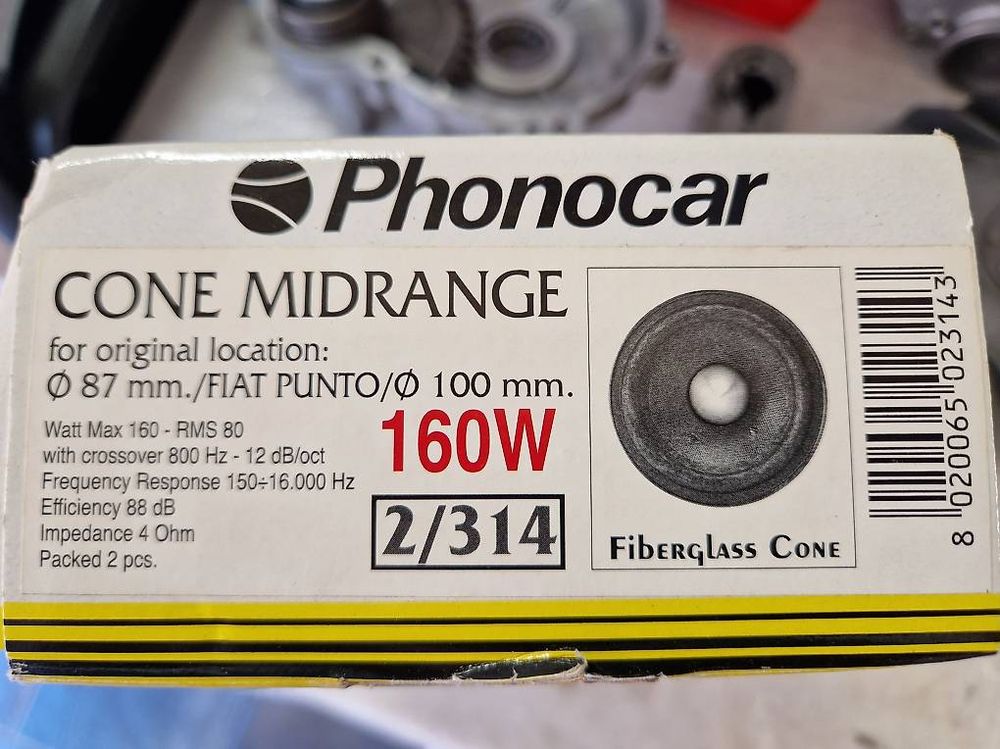 Phonocar
CONE MIDRANGE
for original location:
Ø 87 mm./FIAT PUNTO/Ø 100 mm.
Watt Max 160 - RMS 80
with crossover 800 Hz - 12 dB/oct
Frequency Response 150÷16.000 Hz
Efficiency 88 dB
Impedance 4 Ohm
Packed 2 pcs.
160W
2/314
Fiberglass Cone
8 020065 023143